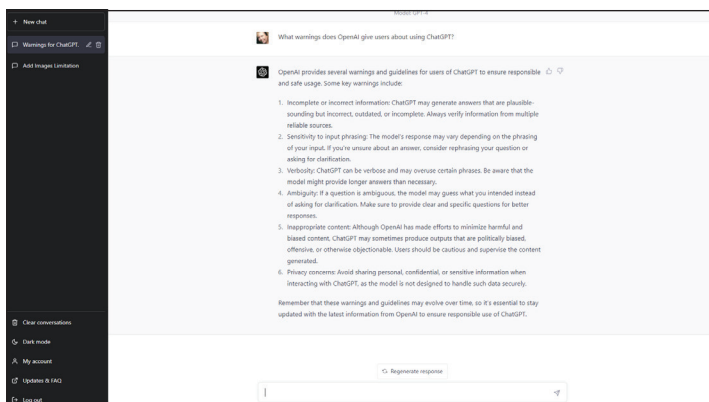 + New chat
Warnings for ChatGPT.
Add Images Limitation
Clear conversations
Dark mode
My account
Updates & FAQ
Log out
Model: GPT-4
What warnings does OpenAI give users about using ChatGPT?
OpenAI provides several warnings and guidelines for users of ChatGPT to ensure responsible
and safe usage. Some key warnings include:
1. Incomplete or incorrect information: ChatGPT may generate answers that are plausible-
sounding but incorrect, outdated, or incomplete. Always verify information from multiple
reliable sources.
2. Sensitivity to input phrasing: The model's response may vary depending on the phrasing
of your input. If you're unsure about an answer, consider rephrasing your question or
asking for clarification.
3. Verbosity: ChatGPT can be verbose and may overuse certain phrases. Be aware that the
model might provide longer answers than necessary.
4. Ambiguity: If a question is ambiguous, the model may guess what you intended instead
of asking for clarification. Make sure to provide clear and specific questions for better
responses.
5. Inappropriate content: Although OpenAI has made efforts to minimize harmful and
biased content, ChatGPT may sometimes produce outputs that are politically biased,
offensive, or otherwise objectionable. Users should be cautious and supervise the content
generated.
6. Privacy concerns: Avoid sharing personal, confidential, or sensitive information when
interacting with ChatGPT, as the model is not designed to handle such data securely.
Remember that these warnings and guidelines may evolve over time, so it's essential to stay
updated with the latest information from OpenAI to ensure responsible use of ChatGPT.
Regenerate response